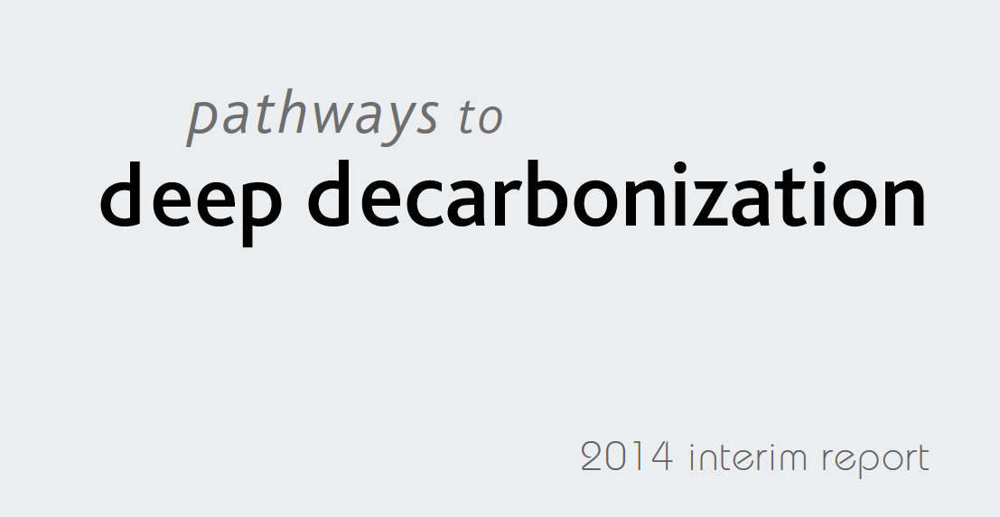 pathways to
deep decarbonization
2014 interim report